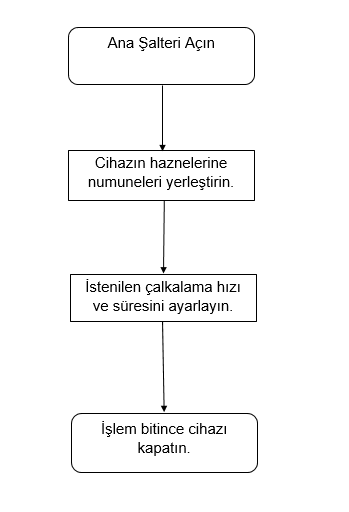 Ana Şalteri Açın
Cihazın haznelerine
numuneleri yerleştirin.
İstenilen çalkalama hızı
ve süresini ayarlayın.
İşlem bitince cihazı
kapatın.